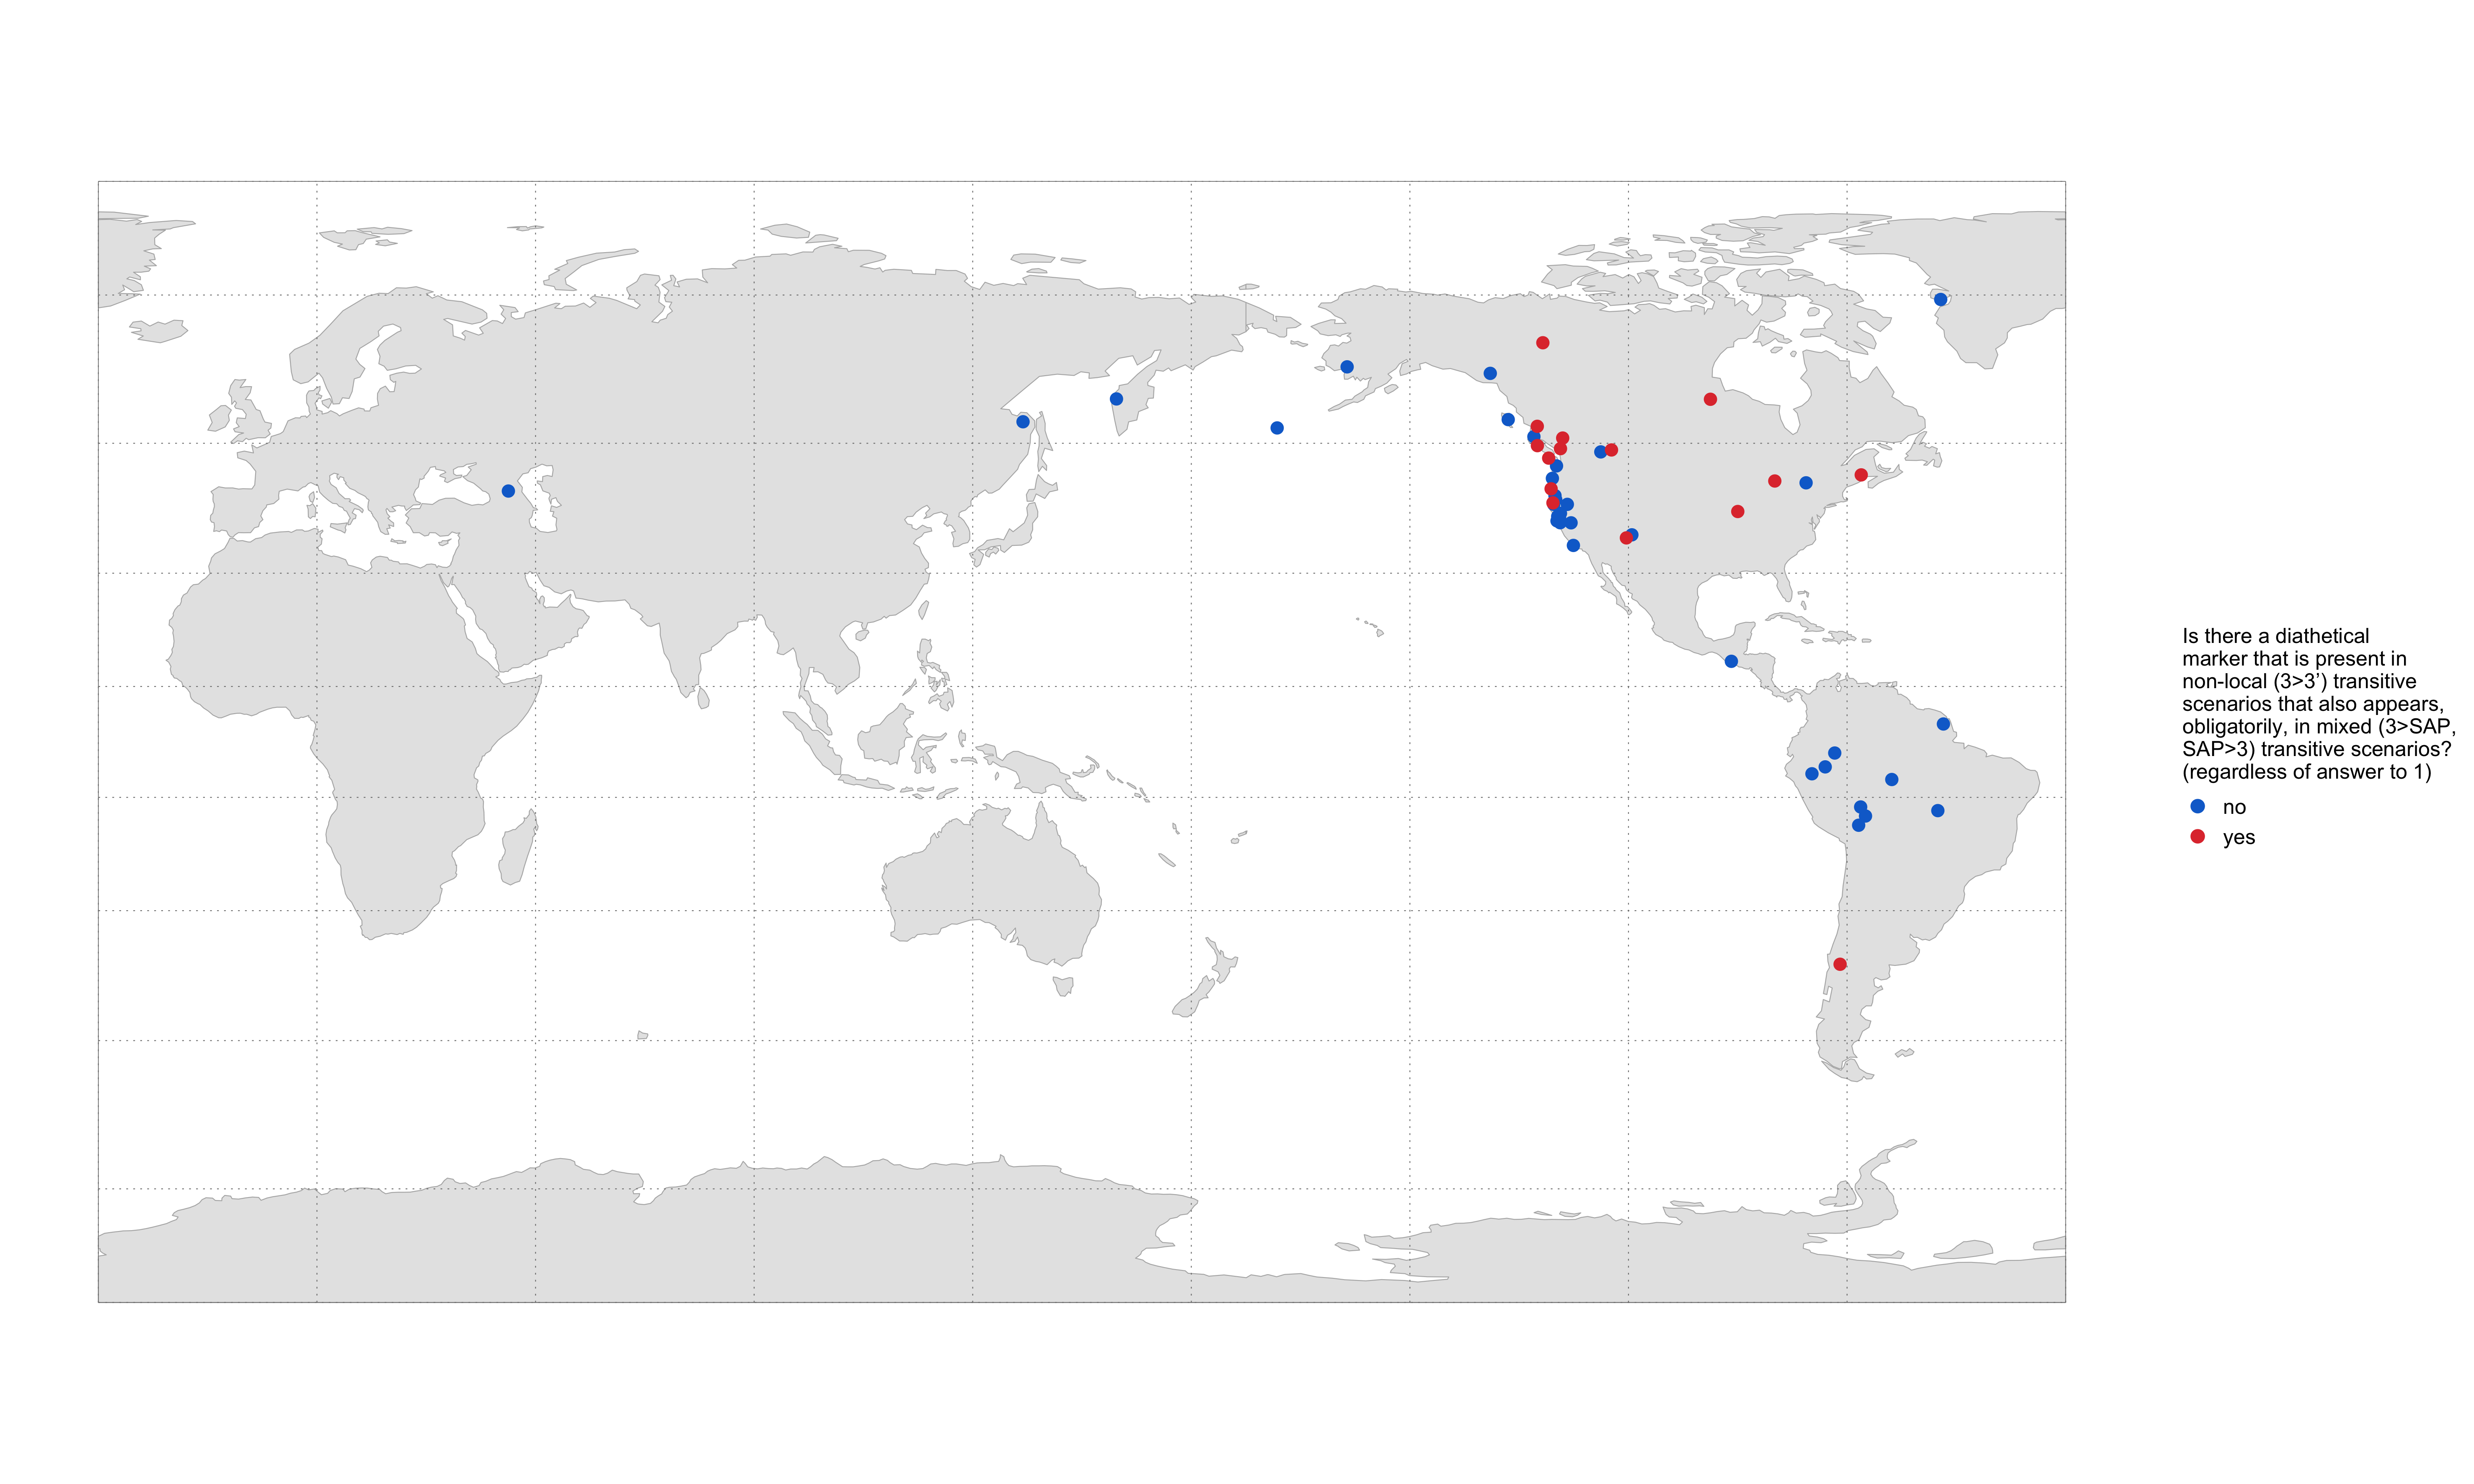 Is there a diathetical
marker that is present in
non-local (3>3’) transitive
scenarios that also appears,
obligatorily, in mixed (3>SAP,
SAP>3) transitive scenarios?
(regardless of answer to 1)
no
yes